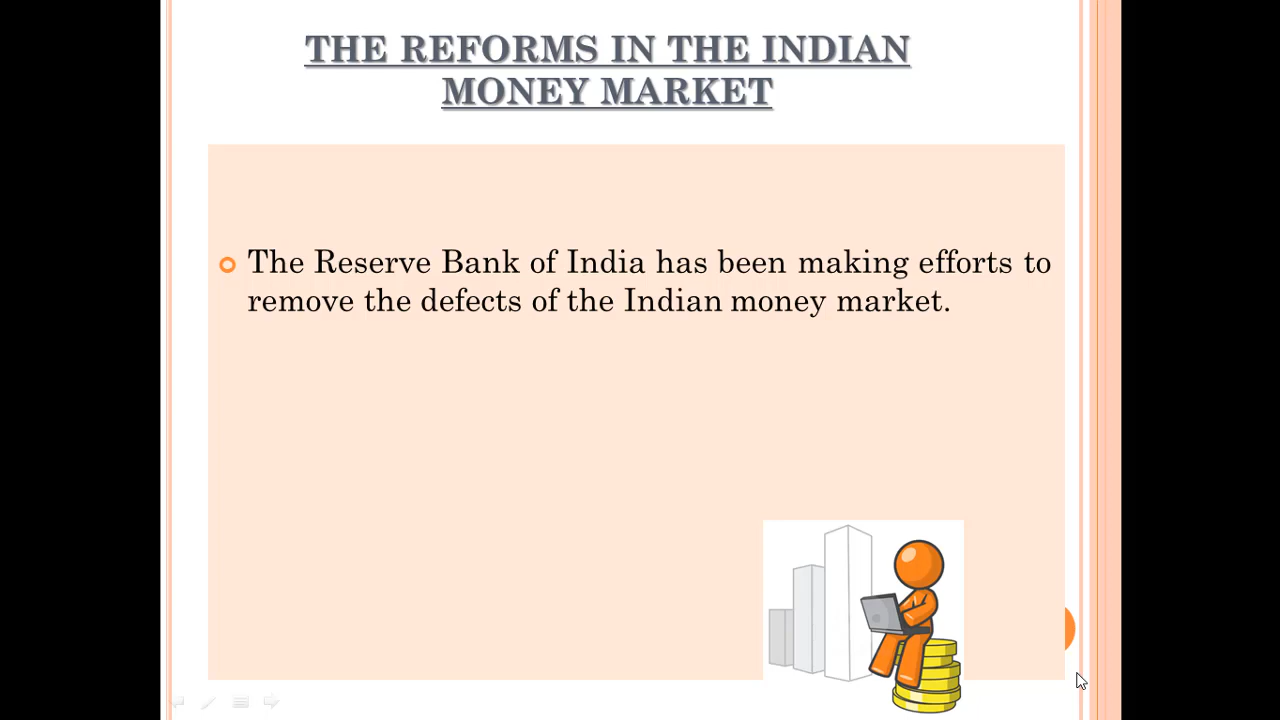 THE REFORMS IN THE INDIAN
MONEY MARKET
The Reserve Bank of India has been making efforts to
remove the defects of the Indian money market.